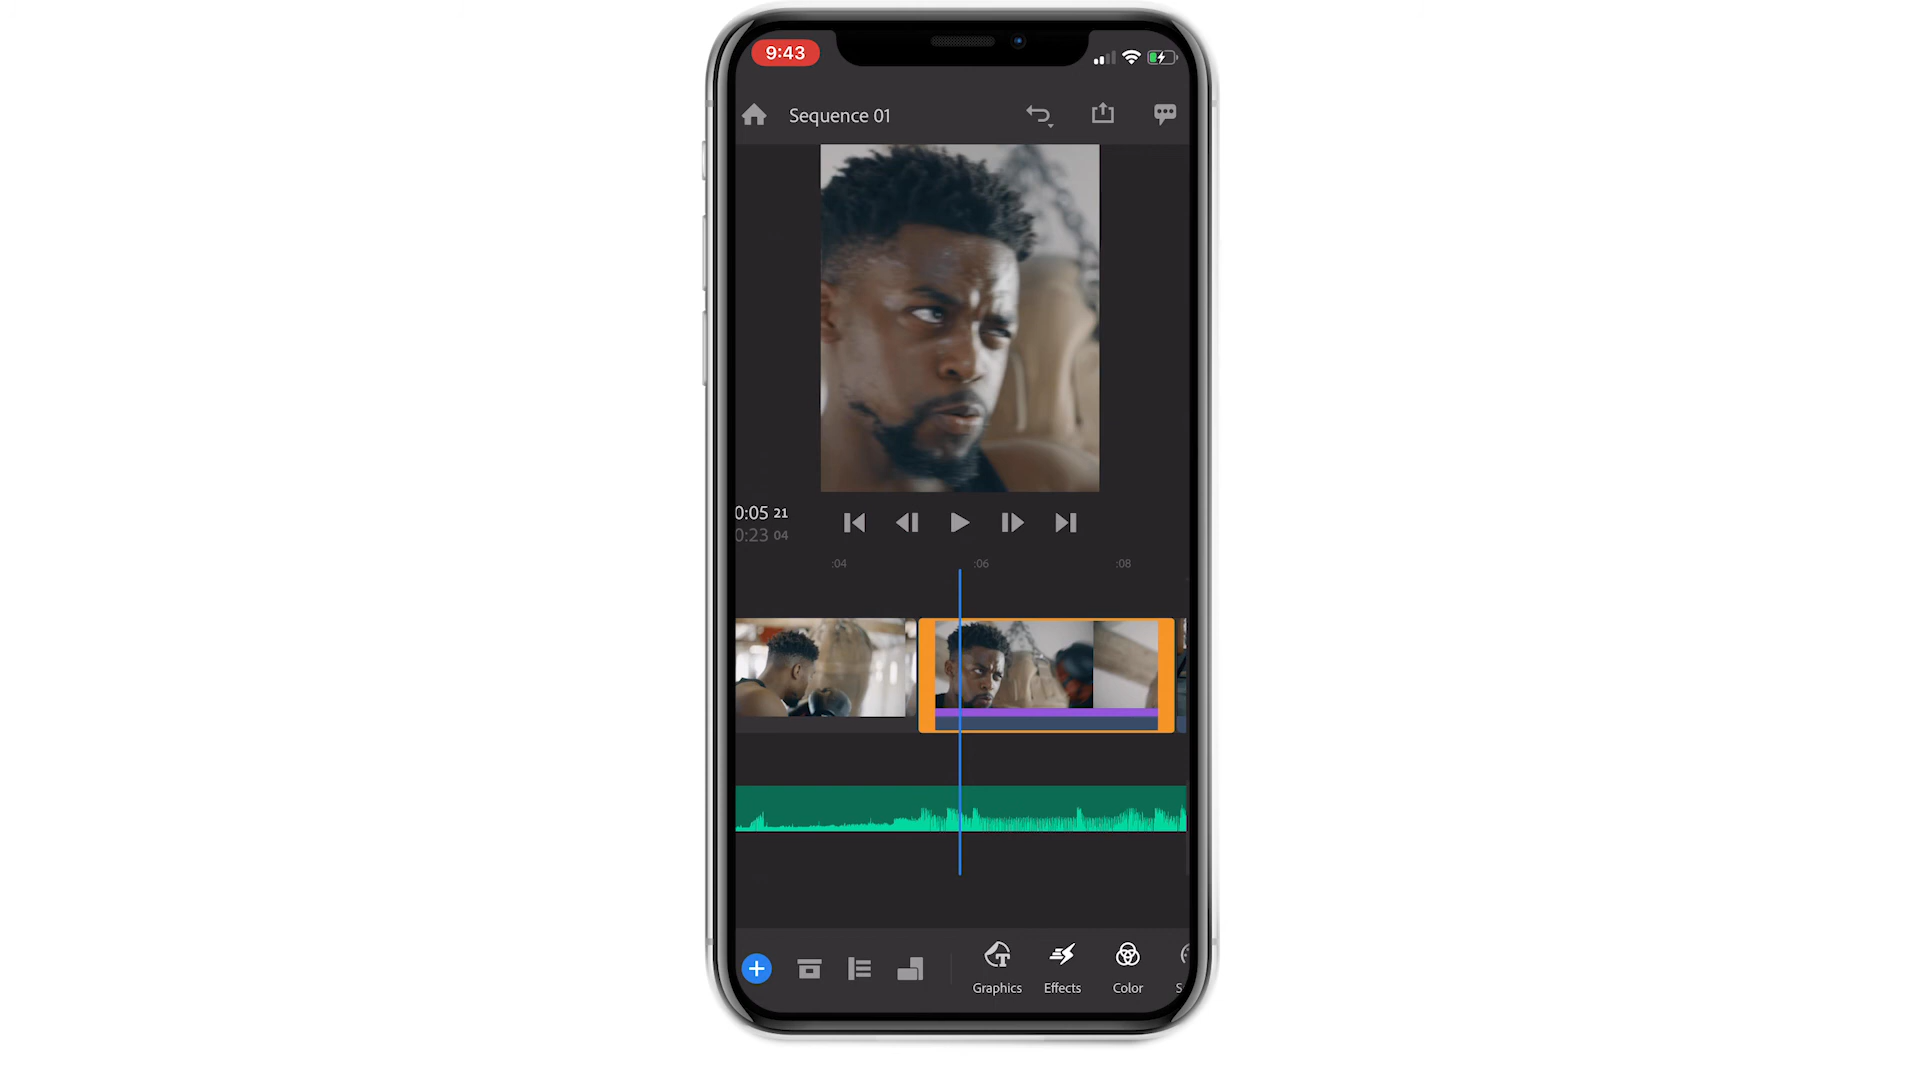 9:43
Sequence 01
0:05 21
0:23 04
:04 :06 :08
Graphics Effects Color S